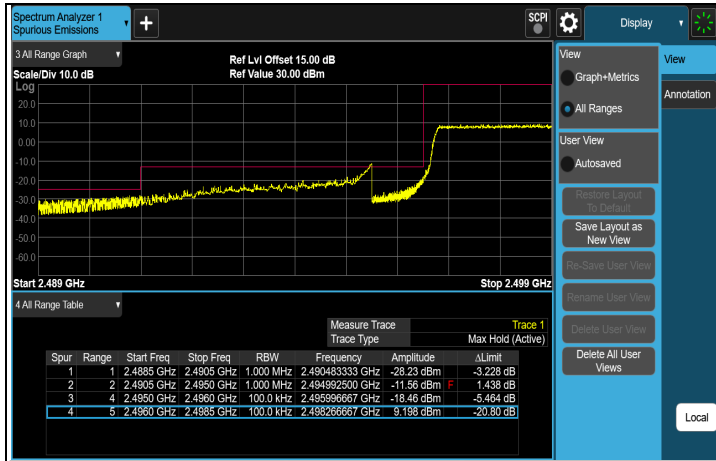 Spectrum Analyzer 1
Spurious Emissions
+
SCPI
Display
3 All Range Graph
Ref Lvl Offset 15.00 dB
Scale/Div 10.0 dB
Ref Value 30.00 dBm
Log
20.0
10.0
0.00
-10.0
-20.0
-30.0
-40.0
-50.0
-60.0
Start 2.489 GHz
Stop 2.499 GHz
4 All Range Table
Measure Trace Trace 1
Trace Type Max Hold (Active)
Spur Range Start Freq Stop Freq RBW Frequency Amplitude ΔLimit
1 1 2.4885 GHz 2.4905 GHz 1.000 MHz 2.490483333 GHz -28.23 dBm -3.228 dB
2 2 2.4905 GHz 2.4950 GHz 1.000 MHz 2.494992500 GHz -11.56 dBm F 1.438 dB
3 4 2.4950 GHz 2.4960 GHz 100.0 kHz 2.495996667 GHz -18.46 dBm -5.464 dB
4 5 2.4960 GHz 2.4985 GHz 100.0 kHz 2.498266667 GHz 9.198 dBm -20.80 dB
View
Graph+Metrics
All Ranges
User View
Autosaved
Restore Layout
To Default
Save Layout as
New View
Re-Save User View
Rename User View
Delete User View
Delete All User
Views
View
Annotation
Local